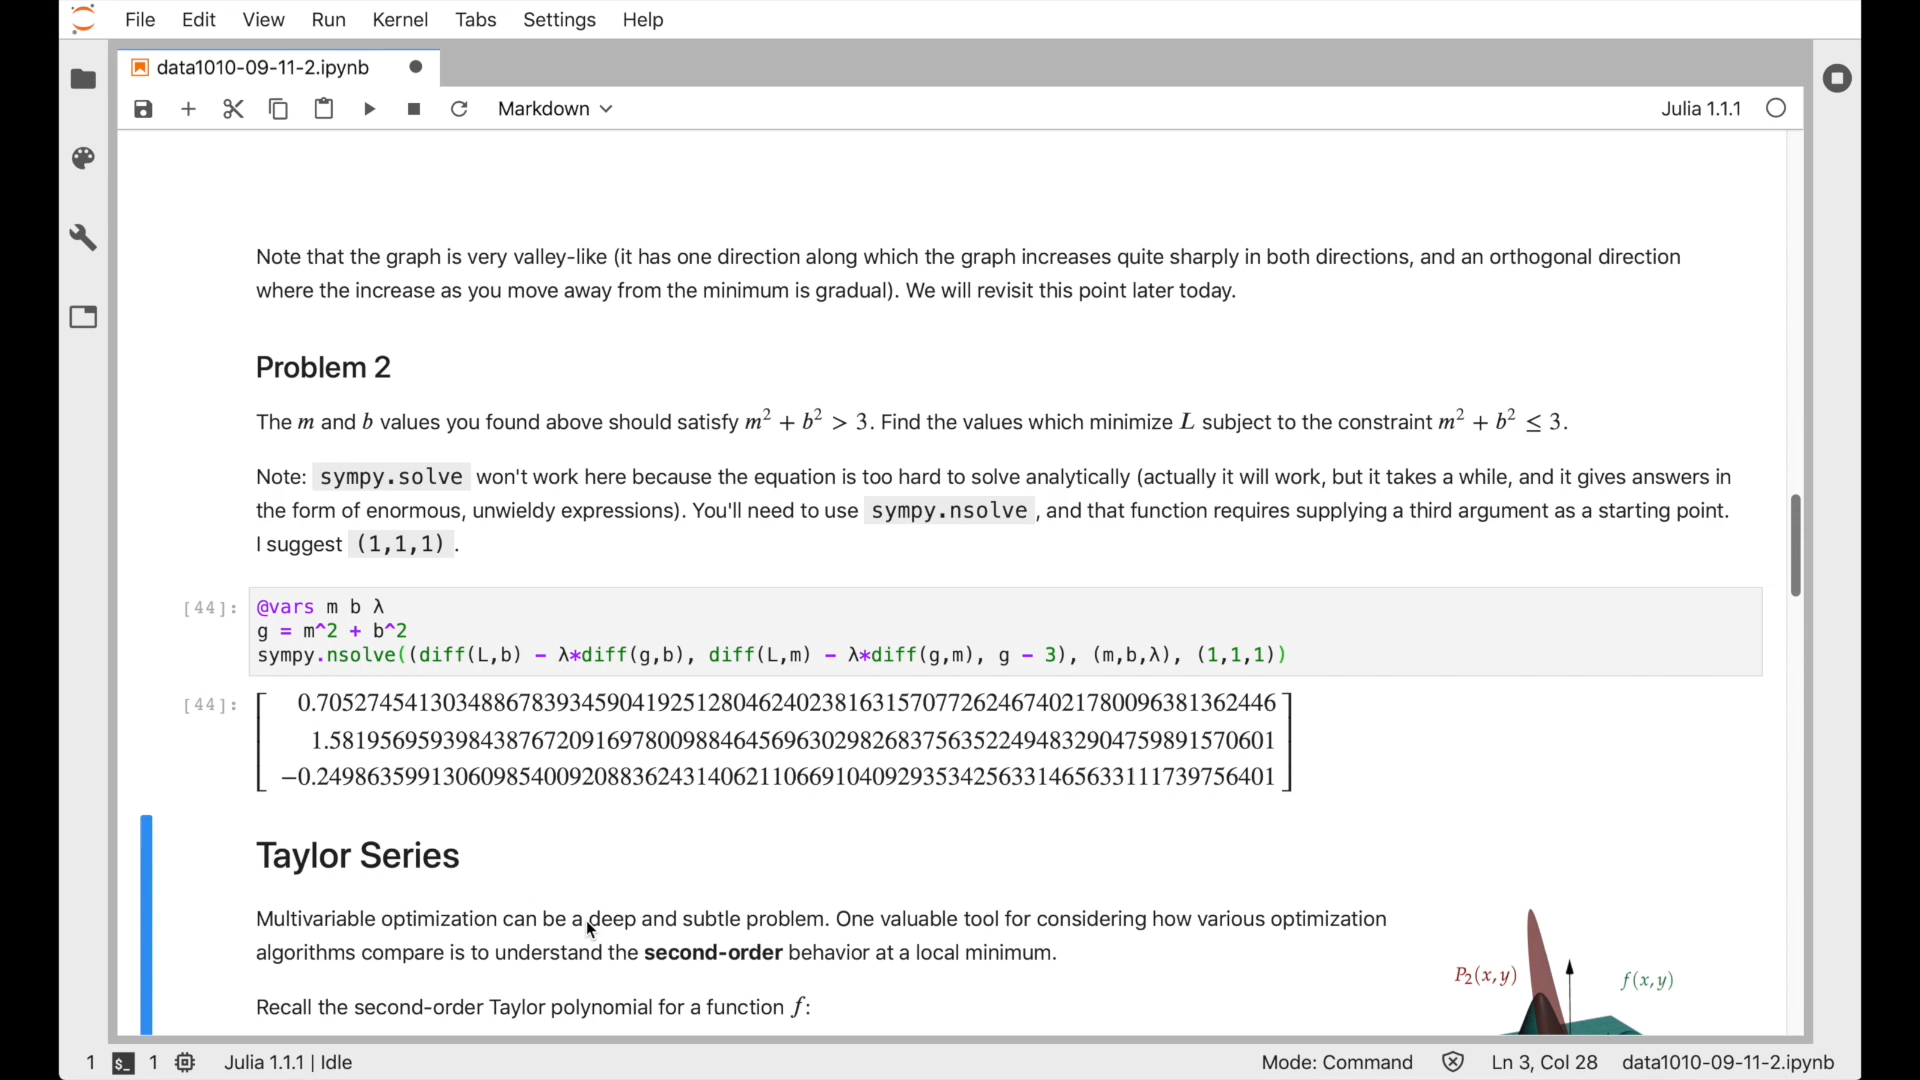 File Edit View Run Kernel Tabs Settings Help
data1010-09-11-2.ipynb
Markdown
Julia 1.1.1
Note that the graph is very valley-like (it has one direction along which the graph increases quite sharply in both directions, and an orthogonal direction
where the increase as you move away from the minimum is gradual). We will revisit this point later today.
Problem 2
The m and b values you found above should satisfy m² + b² > 3. Find the values which minimize L subject to the constraint m² + b² ≤ 3.
Note: sympy.solve won't work here because the equation is too hard to solve analytically (actually it will work, but it takes a while, and it gives answers in
the form of enormous, unwieldy expressions). You'll need to use sympy.nsolve, and that function requires supplying a third argument as a starting point.
I suggest (1,1,1).
[44]: @vars m b λ
g = m^2 + b^2
sympy.nsolve((diff(L,b) - λ*diff(g,b), diff(L,m) - λ*diff(g,m), g - 3), (m,b,λ), (1,1,1))
[44]:
0.705274541303488678393459041925128046240238163157077262467402178009638136​2446
1.58195695939843876720916978009884645696302982683756352249483290475989157060​1
−0.249863599130609854009208836243140621106691040929353425633146563311173975​6401
Taylor Series
Multivariable optimization can be a deep and subtle problem. One valuable tool for considering how various optimization
algorithms compare is to understand the second-order behavior at a local minimum.
P₂(x,y)
f(x,y)
Recall the second-order Taylor polynomial for a function f:
1 $_ 1 Julia 1.1.1 | Idle
Mode: Command Ln 3, Col 28 data1010-09-11-2.ipynb